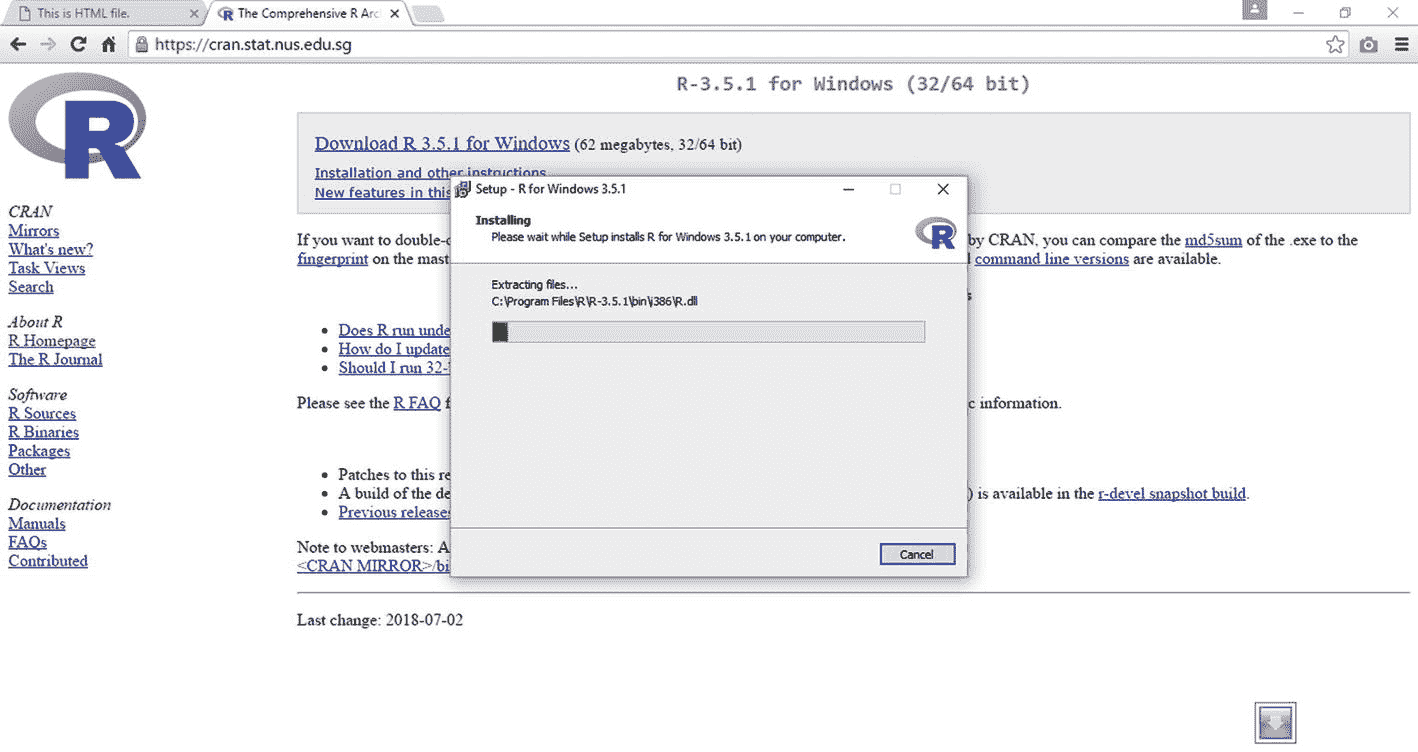 This is HTML file.
The Comprehensive R Arc
https://cran.stat.nus.edu.sg
R
R-3.5.1 for Windows (32/64 bit)
Download R 3.5.1 for Windows (62 megabytes, 32/64 bit)
Installation and other instructions
New features in this
CRAN
Mirrors
What's new?
Task Views
Search
About R
R Homepage
The R Journal
Software
R Sources
R Binaries
Packages
Other
Documentation
Manuals
FAQs
Contributed
If you want to double-
by CRAN, you can compare the md5sum of the .exe to the
fingerprint on the mast
command line versions are available.
Does R run unde
How do I update
Should I run 32-
Please see the R FAQ
c information.
Patches to this re
A build of the de
) is available in the r-devel snapshot build.
Previous releases
Note to webmasters: A
<CRAN MIRROR>/bi
Last change: 2018-07-02
Setup - R for Windows 3.5.1
Installing
Please wait while Setup installs R for Windows 3.5.1 on your computer.
R
Extracting files...
C:\Program Files\R\R-3.5.1\bin\i386\R.dll
Cancel